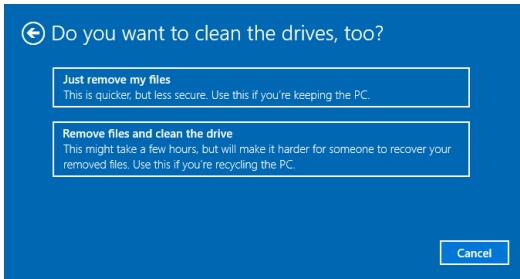 Do you want to clean the drives, too?
Just remove my files
This is quicker, but less secure. Use this if you're keeping the PC.
Remove files and clean the drive
This might take a few hours, but will make it harder for someone to recover your
removed files. Use this if you're recycling the PC.
Cancel